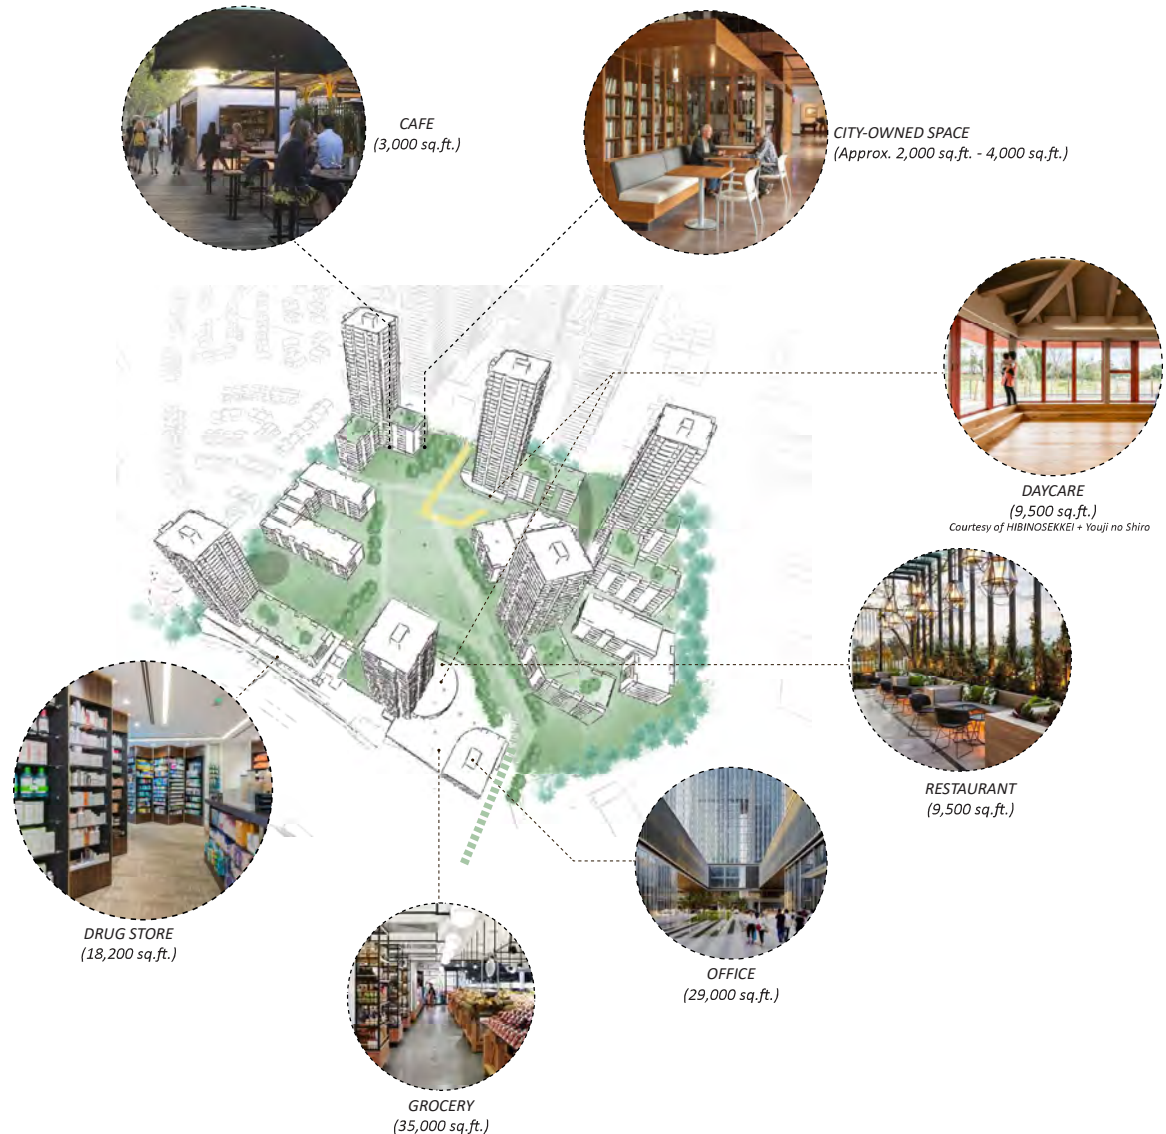 CAFE
(3,000 sq.ft.)
CITY-OWNED SPACE
(Approx. 2,000 sq.ft. - 4,000 sq.ft.)
DAYCARE
(9,500 sq.ft.)
Courtesy of HIBINOSEKKEI + Youji no Shiro
RESTAURANT
(9,500 sq.ft.)
DRUG STORE
(18,200 sq.ft.)
OFFICE
(29,000 sq.ft.)
GROCERY
(35,000 sq.ft.)